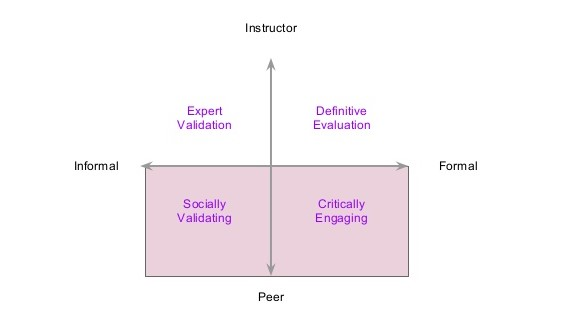 Instructor
Expert
Validation
Definitive
Evaluation
Informal
Formal
Socially
Validating
Critically
Engaging
Peer